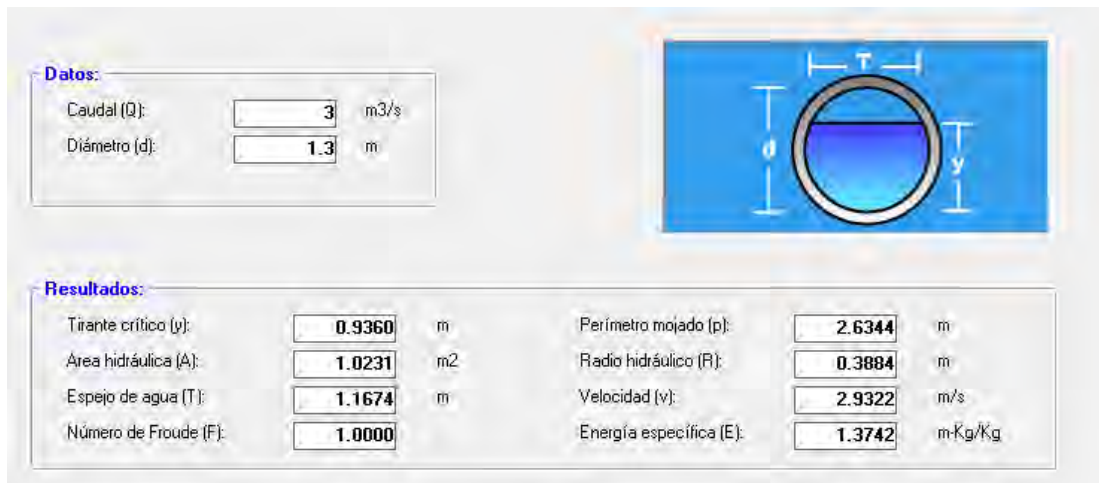 Datos:
Caudal (Q): 3 m3/s
Diámetro (d): 1.3 m
T
d
y
Resultados:
Tirante crítico (y): 0.9360 m Perímetro mojado (p): 2.6344 m
Area hidráulica (A): 1.0231 m2 Radio hidráulico (R): 0.3884 m
Espejo de agua (T): 1.1674 m Velocidad (v): 2.9322 m/s
Número de Froude (F): 1.0000 Energía específica (E): 1.3742 m-Kg/Kg